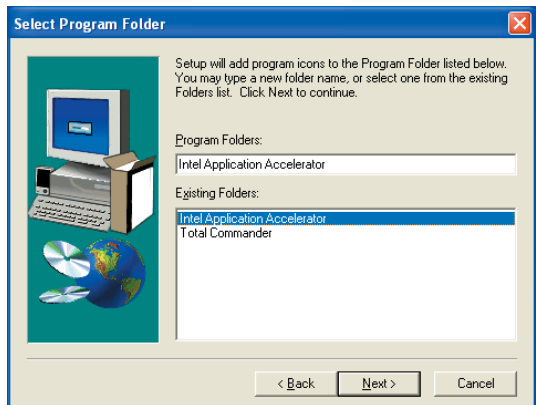 Select Program Folder
Setup will add program icons to the Program Folder listed below.
You may type a new folder name, or select one from the existing
Folders list. Click Next to continue.
Program Folders:
Intel Application Accelerator
Existing Folders:
Intel Application Accelerator
Total Commander
< Back
Next >
Cancel